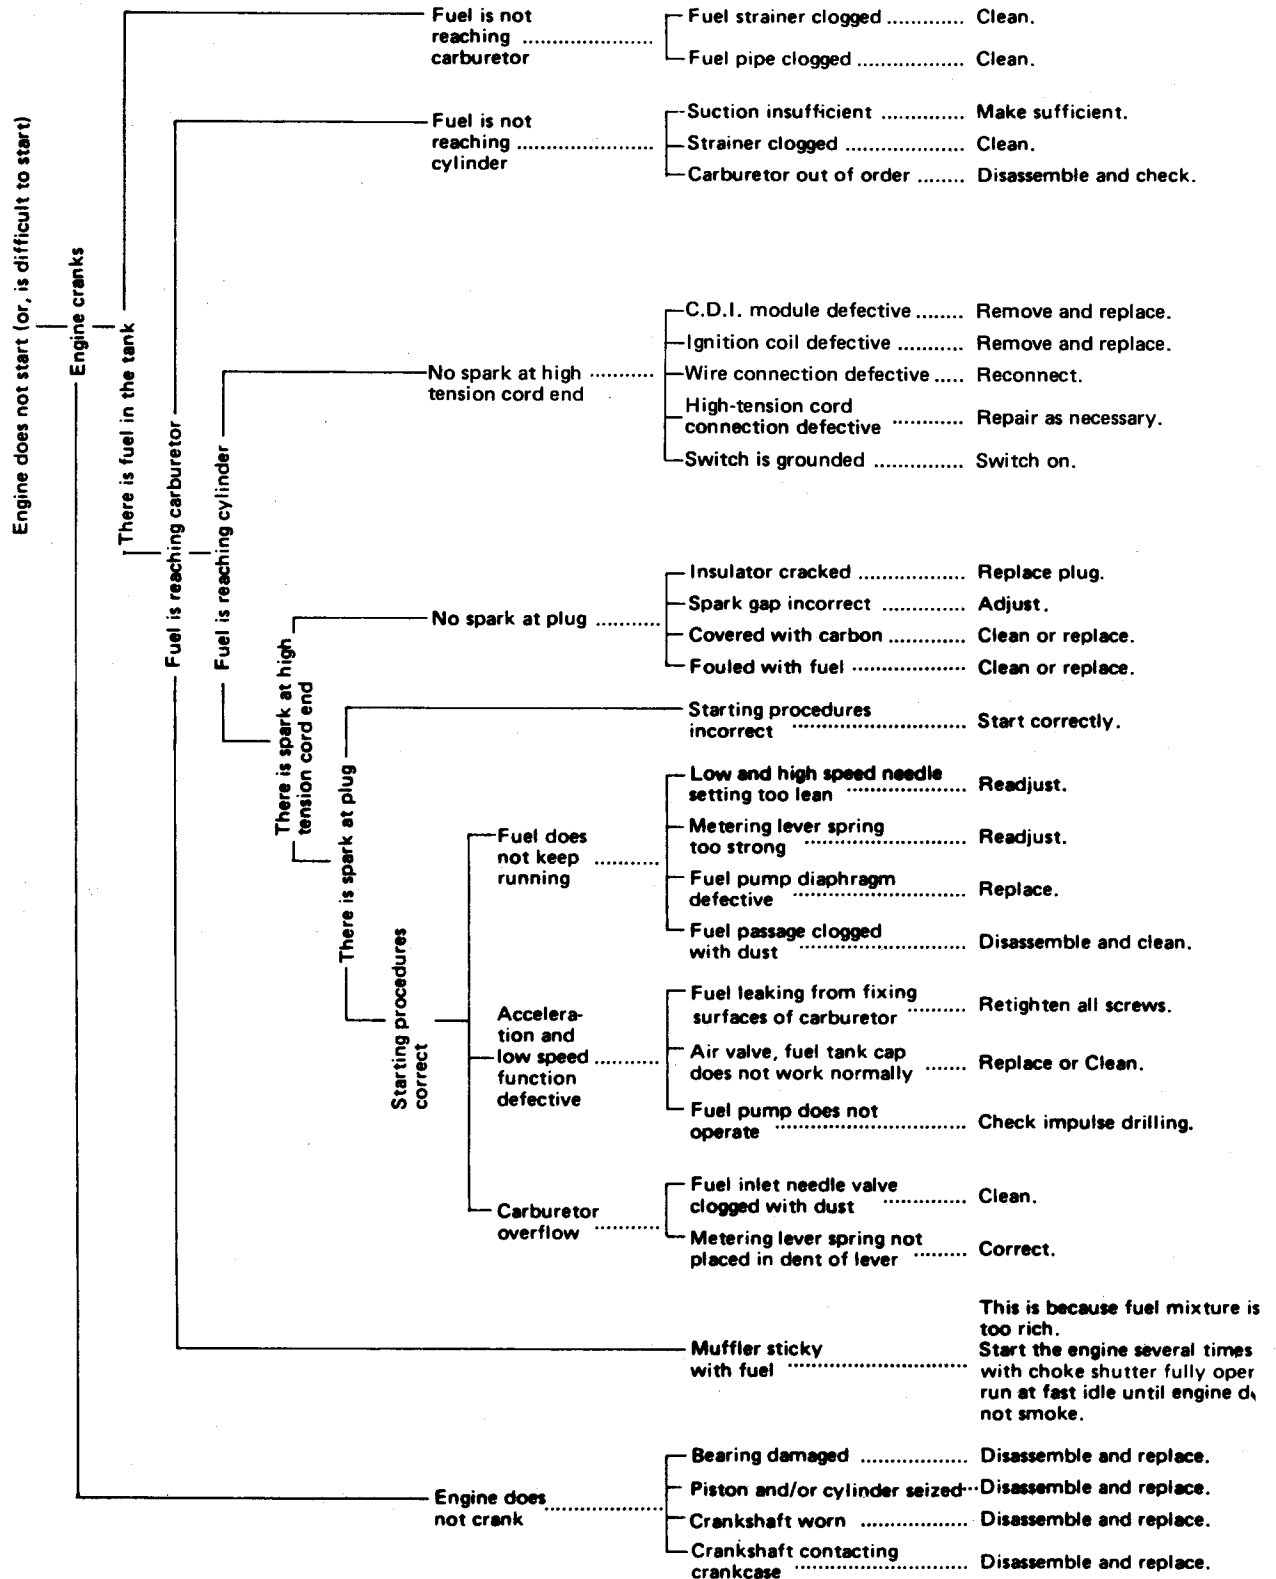 Engine does not start (or, is difficult to start)
Engine cranks
There is fuel in the tank
Fuel is reaching carburetor
Fuel is reaching cylinder
There is spark at high
tension cord end
There is spark at plug
Starting procedures
correct
Fuel is not
reaching
carburetor
Fuel strainer clogged ............. Clean.
Fuel pipe clogged .................. Clean.
Fuel is not
reaching
cylinder
Suction insufficient .............. Make sufficient.
Strainer clogged .................... Clean.
Carburetor out of order ........ Disassemble and check.
No spark at high
tension cord end
C.D.I. module defective ........ Remove and replace.
Ignition coil defective ........... Remove and replace.
Wire connection defective ..... Reconnect.
High-tension cord
connection defective ............ Repair as necessary.
Switch is grounded ............... Switch on.
No spark at plug
Insulator cracked .................. Replace plug.
Spark gap incorrect .............. Adjust.
Covered with carbon ............. Clean or replace.
Fouled with fuel ................... Clean or replace.
Starting procedures
incorrect ............................. Start correctly.
Fuel does
not keep
running
Low and high speed needle
setting too lean .................... Readjust.
Metering lever spring
too strong ........................... Readjust.
Fuel pump diaphragm
defective ............................. Replace.
Fuel passage clogged
with dust ............................ Disassemble and clean.
Accelera-
tion and
low speed
function
defective
Fuel leaking from fixing
surfaces of carburetor .......... Retighten all screws.
Air valve, fuel tank cap
does not work normally ....... Replace or Clean.
Fuel pump does not
operate ................................ Check impulse drilling.
Carburetor
overflow
Fuel inlet needle valve
clogged with dust .............. Clean.
Metering lever spring not
placed in dent of lever ......... Correct.
Muffler sticky
with fuel
This is because fuel mixture is
too rich.
Start the engine several times
with choke shutter fully
run at fast idle until engine
not smoke.
Engine does
not crank
Bearing damaged .................. Disassemble and replace.
Piston and/or cylinder seized... Disassemble and replace.
Crankshaft worn .................. Disassemble and replace.
Crankshaft contacting
crankcase ............................ Disassemble and replace.